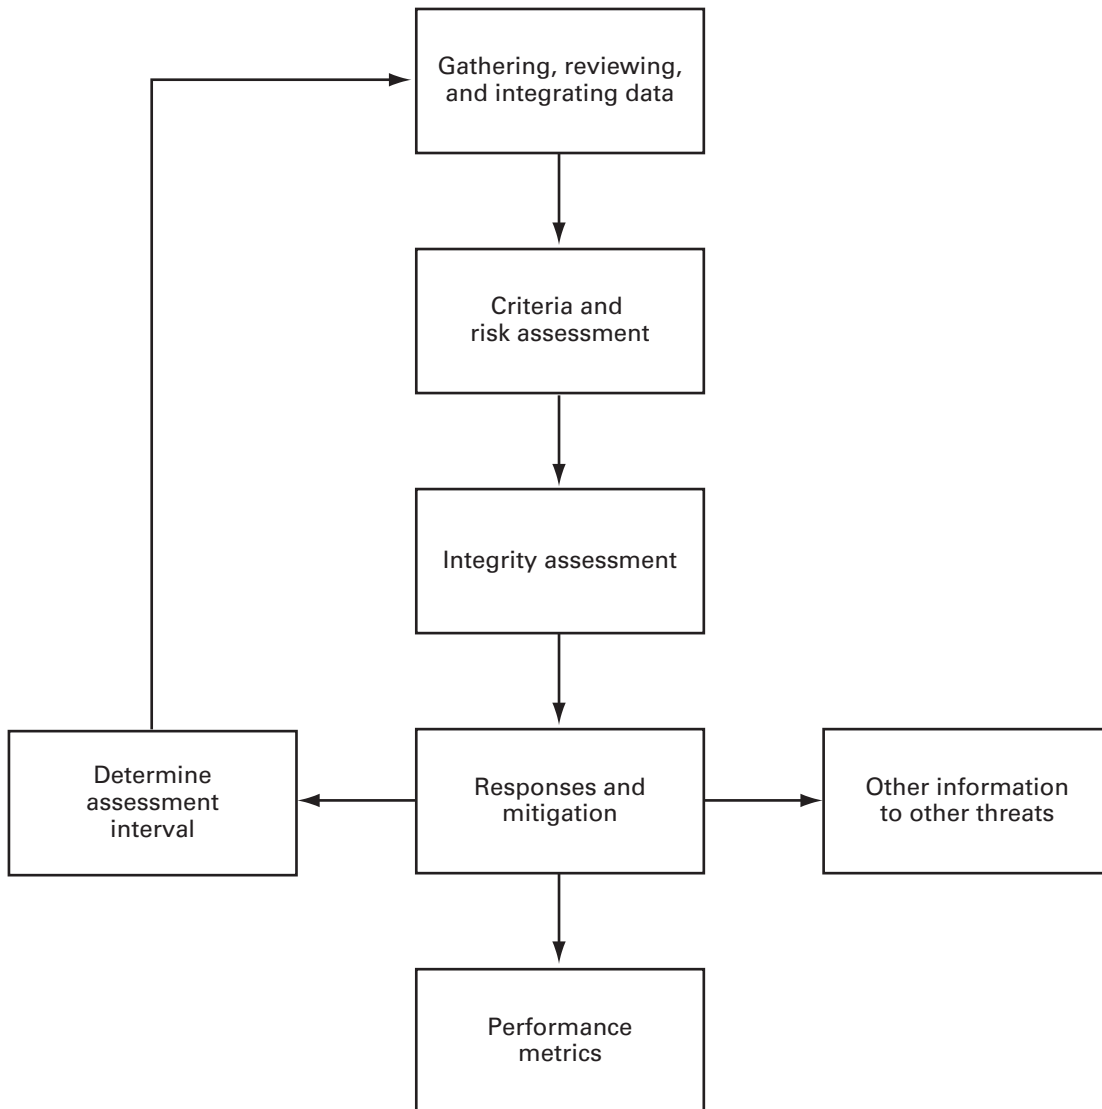 Gathering, reviewing,
and integrating data
Criteria and
risk assessment
Integrity assessment
Determine
assessment
interval
Responses and
mitigation
Other information
to other threats
Performance
metrics